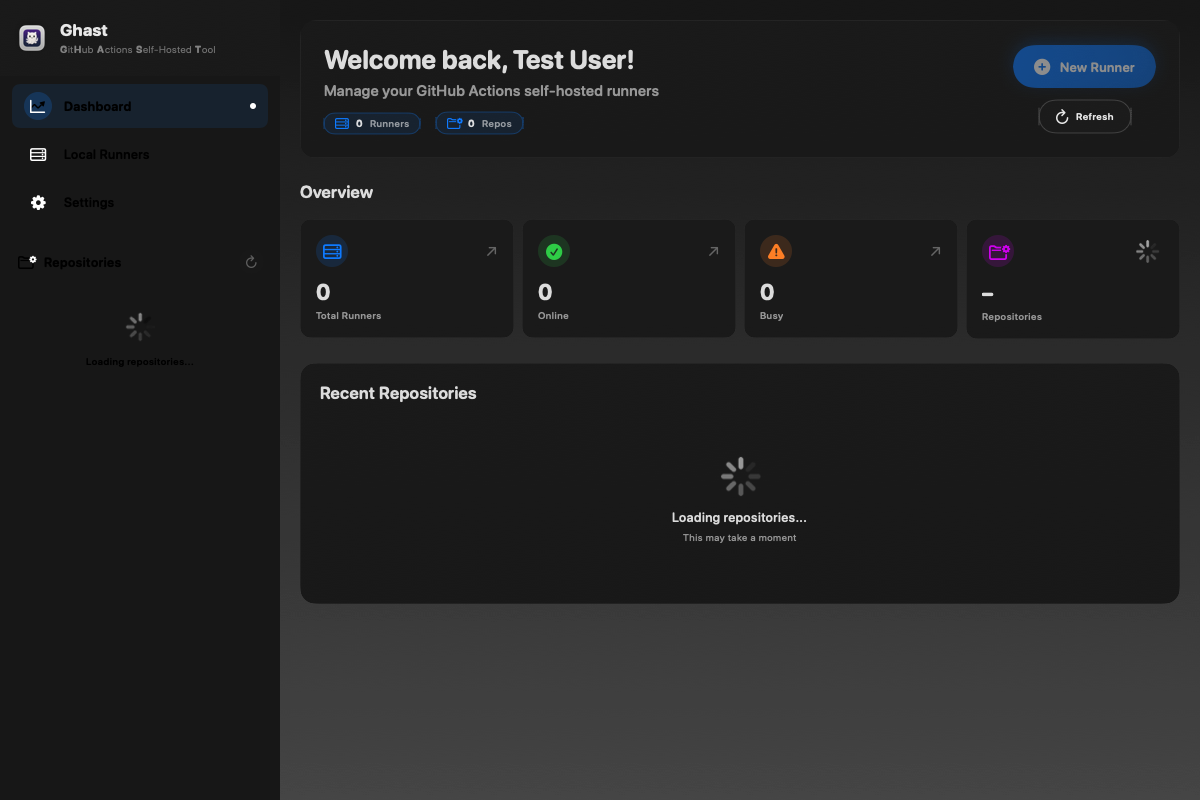 Ghast
GitHub Actions Self-Hosted Tool
Dashboard
Local Runners
Settings
Repositories
Loading repositories...
Welcome back, Test User!
Manage your GitHub Actions self-hosted runners
0 Runners
0 Repos
New Runner
Refresh
Overview
0
Total Runners
0
Online
0
Busy
–
Repositories
Recent Repositories
Loading repositories...
This may take a moment